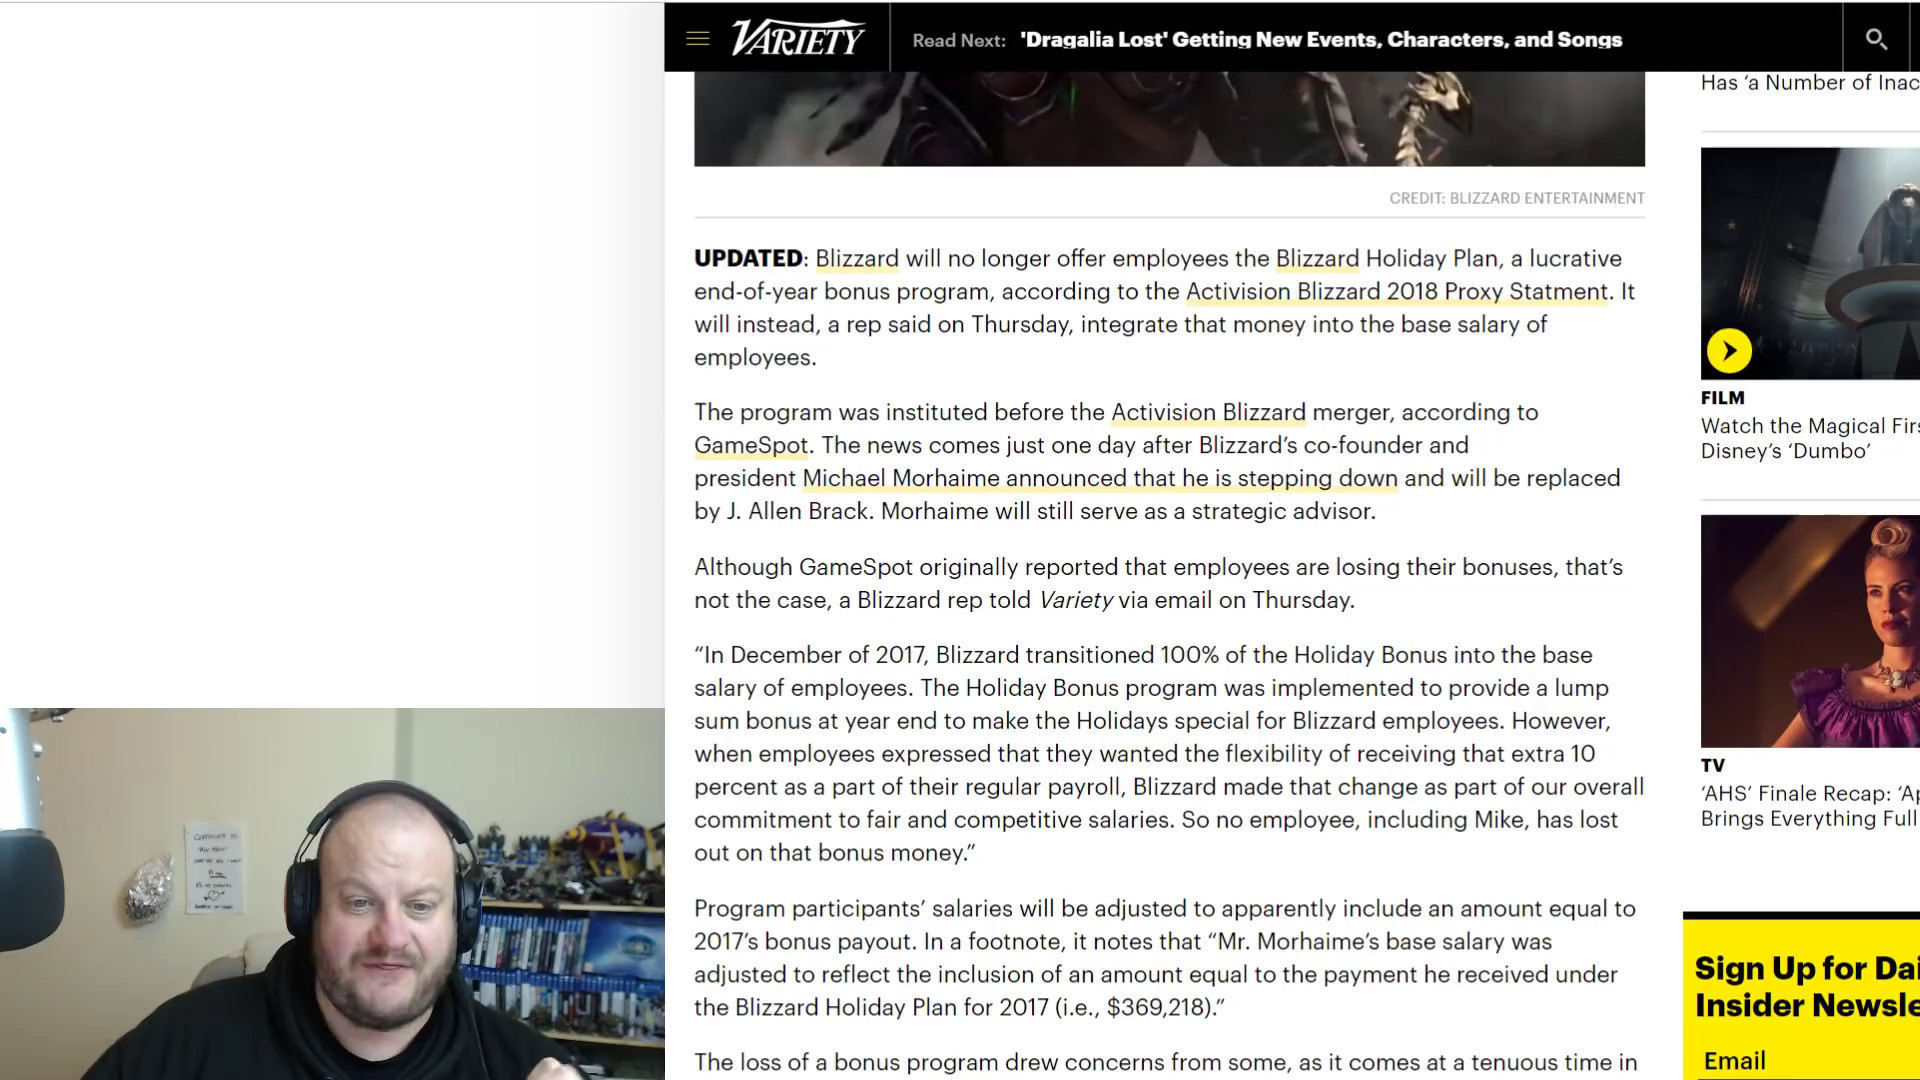 VARIETY
Read Next: 'Dragalia Lost' Getting New Events, Characters, and Songs
Has ‘a Number of Inac
CREDIT: BLIZZARD ENTERTAINMENT
UPDATED: Blizzard will no longer offer employees the Blizzard Holiday Plan, a lucrative
end-of-year bonus program, according to the Activision Blizzard 2018 Proxy Statment. It
will instead, a rep said on Thursday, integrate that money into the base salary of
employees.
The program was instituted before the Activision Blizzard merger, according to
GameSpot. The news comes just one day after Blizzard’s co-founder and
president Michael Morhaime announced that he is stepping down and will be replaced
by J. Allen Brack. Morhaime will still serve as a strategic advisor.
Although GameSpot originally reported that employees are losing their bonuses, that’s
not the case, a Blizzard rep told Variety via email on Thursday.
“In December of 2017, Blizzard transitioned 100% of the Holiday Bonus into the base
salary of employees. The Holiday Bonus program was implemented to provide a lump
sum bonus at year end to make the Holidays special for Blizzard employees. However,
when employees expressed that they wanted the flexibility of receiving that extra 10
percent as a part of their regular payroll, Blizzard made that change as part of our overall
commitment to fair and competitive salaries. So no employee, including Mike, has lost
out on that bonus money.”
Program participants’ salaries will be adjusted to apparently include an amount equal to
2017’s bonus payout. In a footnote, it notes that “Mr. Morhaime’s base salary was
adjusted to reflect the inclusion of an amount equal to the payment he received under
the Blizzard Holiday Plan for 2017 (i.e., $369,218).”
The loss of a bonus program drew concerns from some, as it comes at a tenuous time in
FILM
Watch the Magical Firs
Disney’s ‘Dumbo’
TV
‘AHS’ Finale Recap: ‘Ap
Brings Everything Full
Sign Up for Dai
Insider Newsle
Email